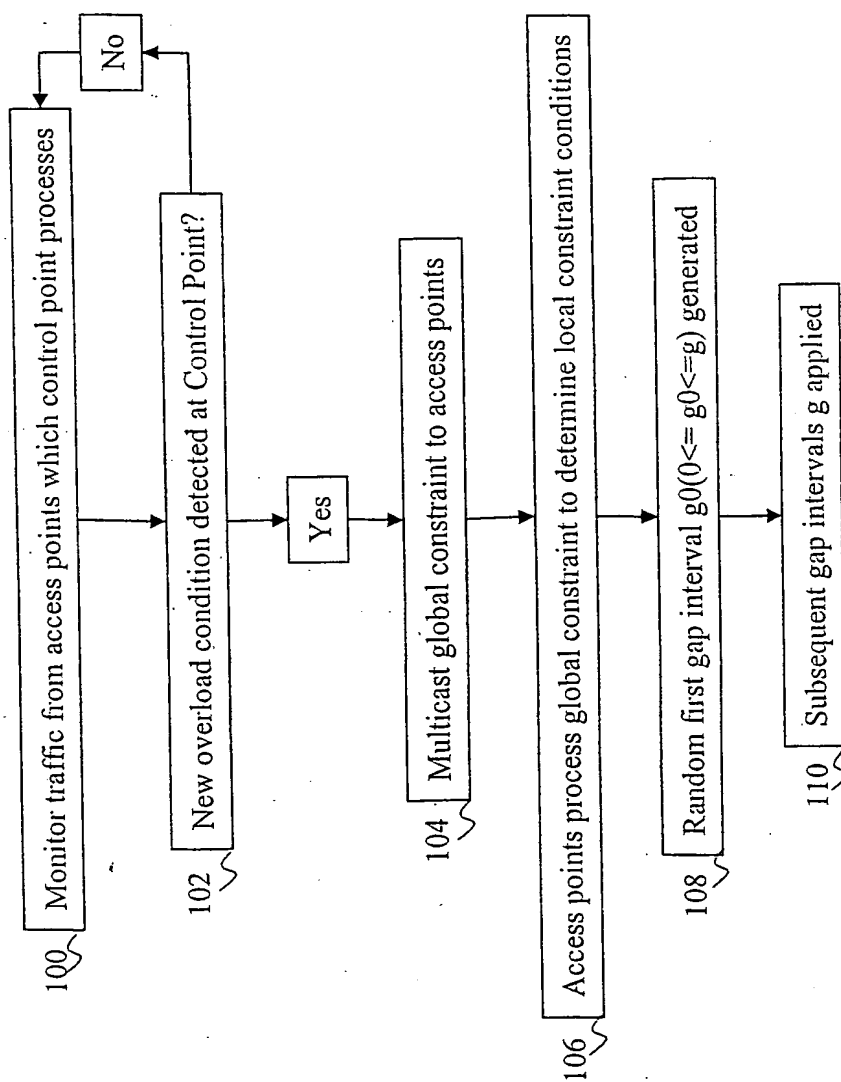 100 Monitor traffic from access points which control point processes
No
102 New overload condition detected at Control Point?
Yes
104 Multicast global constraint to access points
106 Access points process global constraint to determine local constraint conditions
108 Random first gap interval g0(0<= g0<=g) generated
110 Subsequent gap intervals g applied